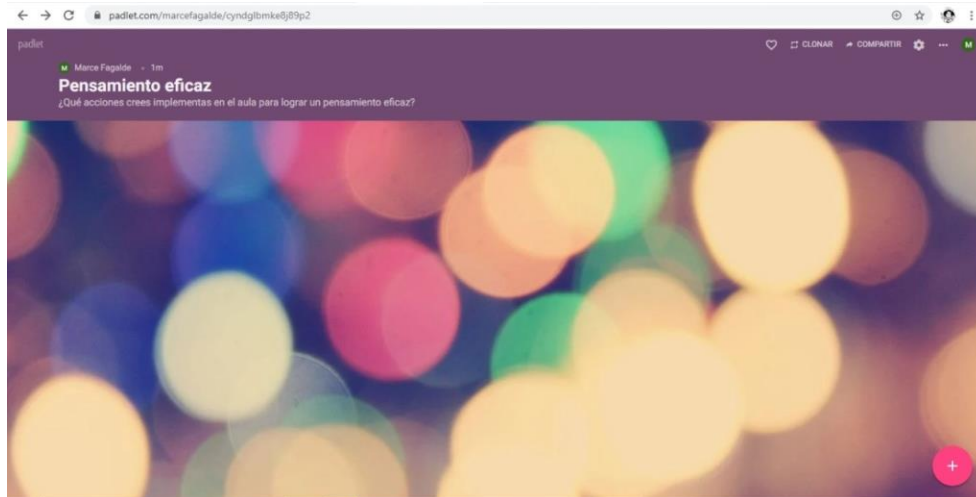 padlet.com/marcefagalde/cyndglbmke8j89p2
padlet
CLONAR
COMPARTIR
M
M Marce Fagalde • 1m
Pensamiento eficaz
¿Qué acciones crees implementas en el aula para lograr un pensamiento eficaz?